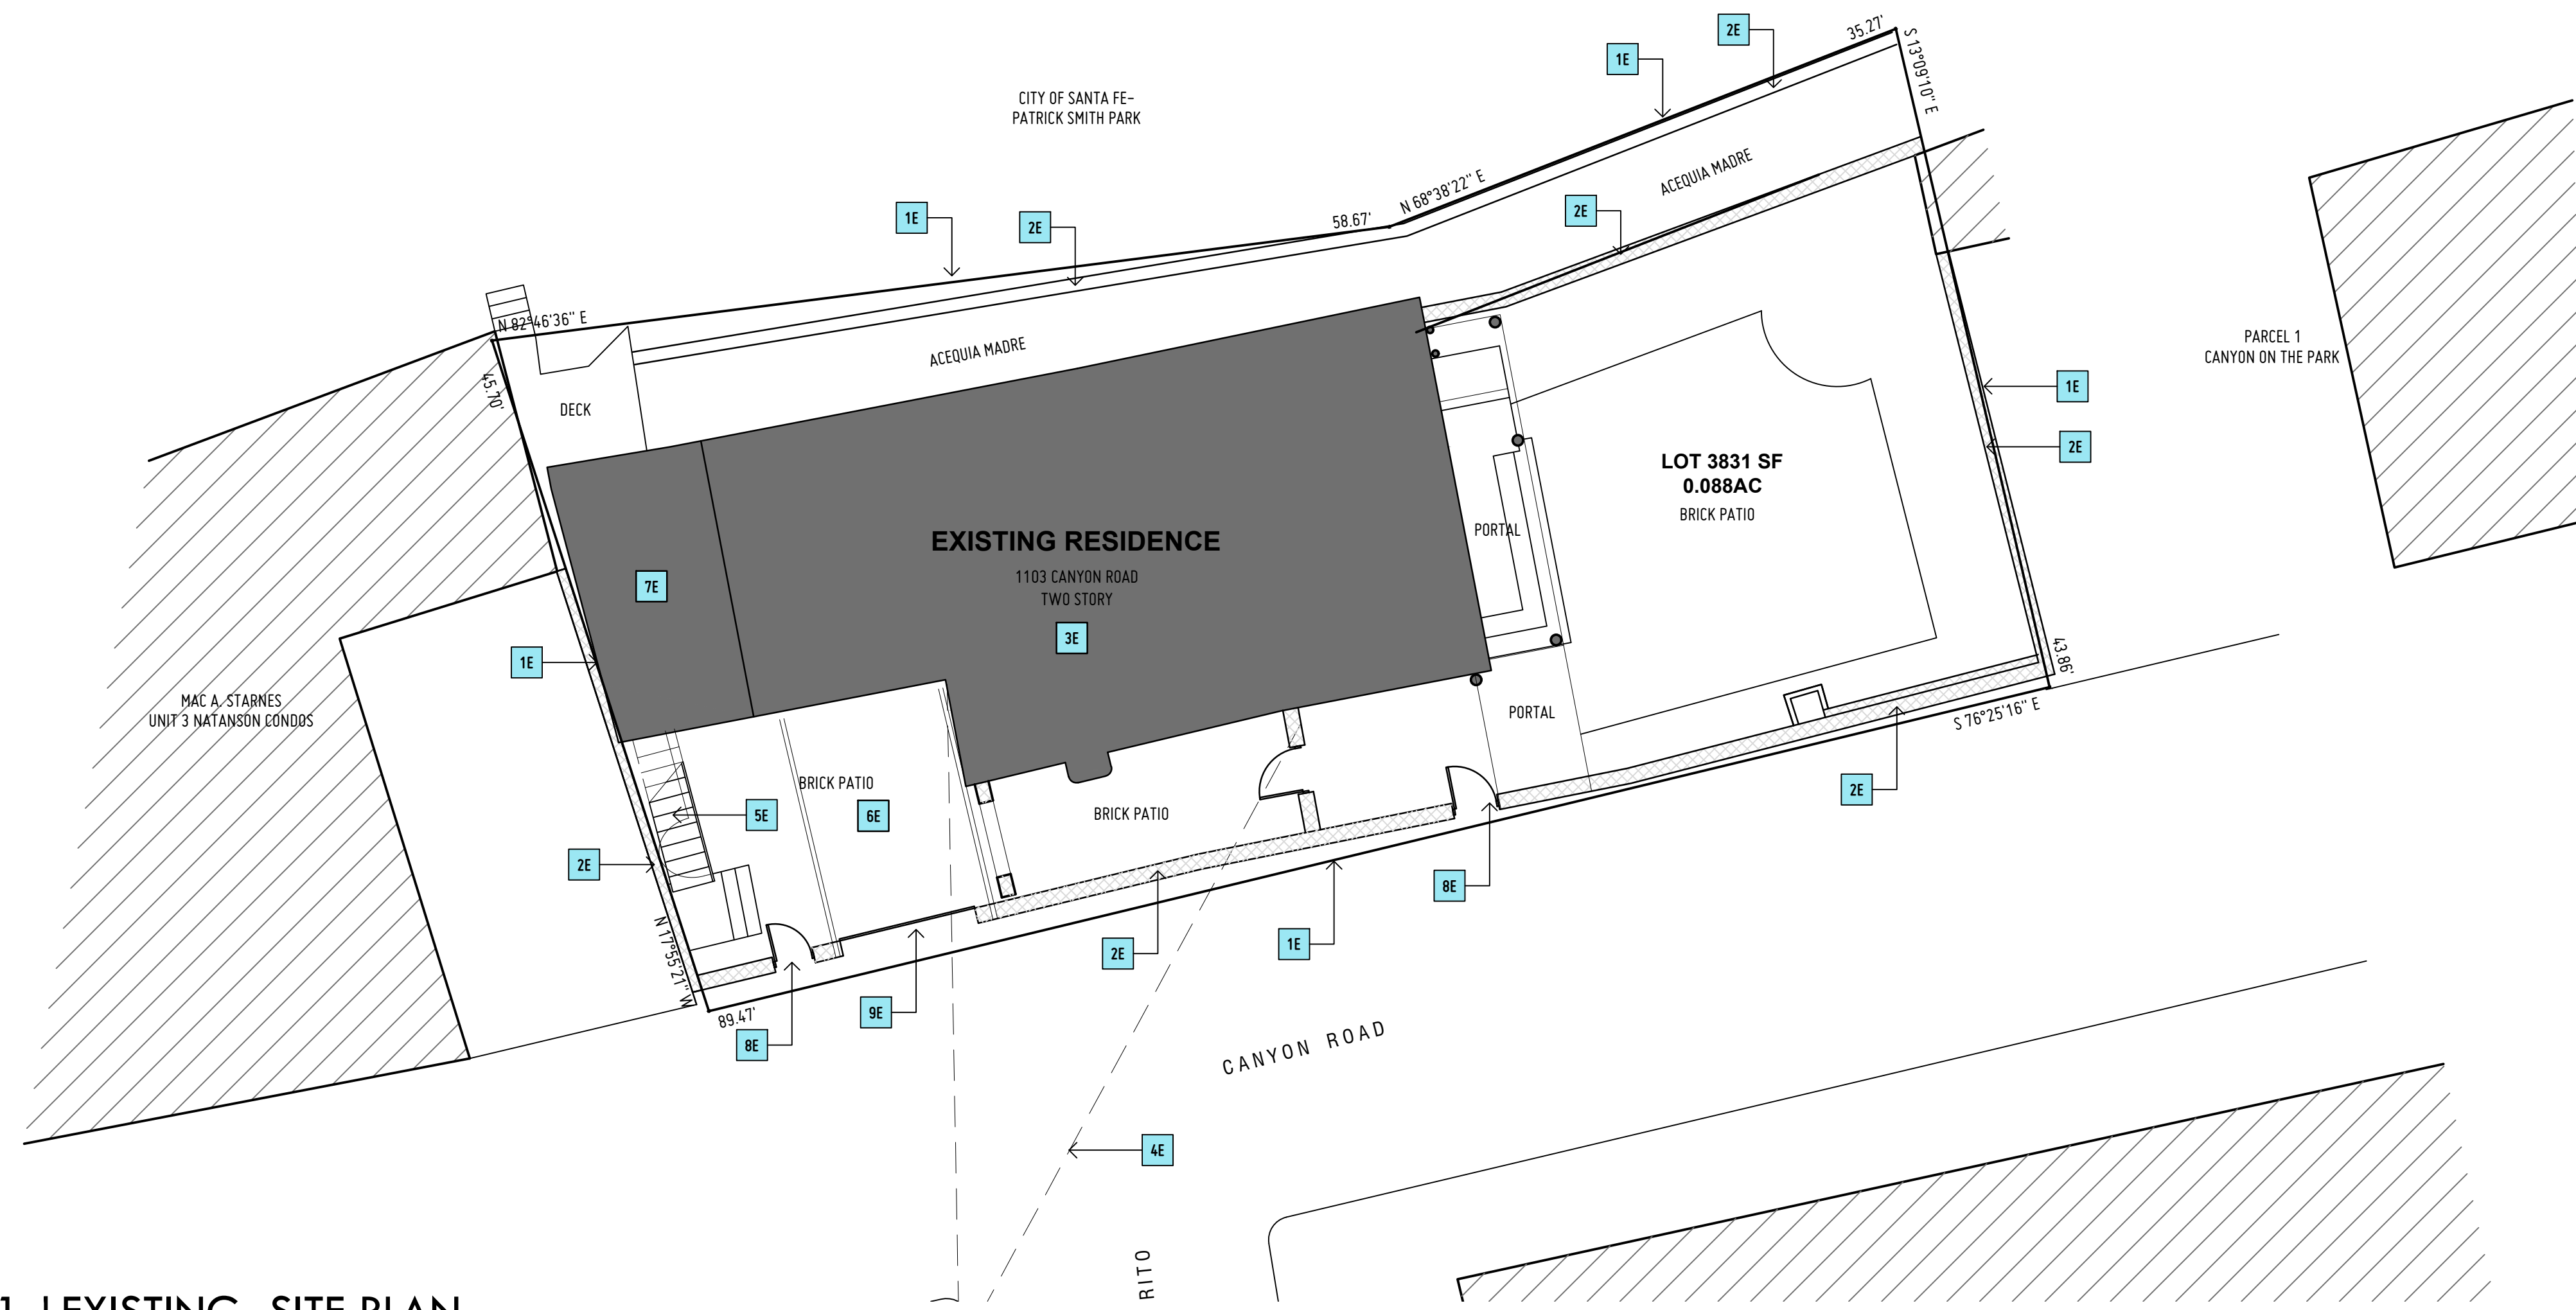 2E
35.27'
S 13°09'10" E
1E
CITY OF SANTA FE-
PATRICK SMITH PARK
ACEQUIA MADRE
N 68°38'22" E
2E
1E
2E
58.67'
N 82°46'36" E
ACEQUIA MADRE
PARCEL 1
CANYON ON THE PARK
45.70'
DECK
1E
2E
LOT 3831 SF
0.088AC
BRICK PATIO
PORTAL
EXISTING RESIDENCE
1103 CANYON ROAD
TWO STORY
7E
3E
1E
43.86'
MAC A. STARNES
UNIT 3 NATANSON CONDOS
PORTAL
S 76°25'16" E
BRICK PATIO
2E
5E
6E
BRICK PATIO
2E
8E
N 17°55'21" W
1E
2E
89.47'
9E
8E
CANYON ROAD
4E
RITO
1 | EXISTING SITE PLAN